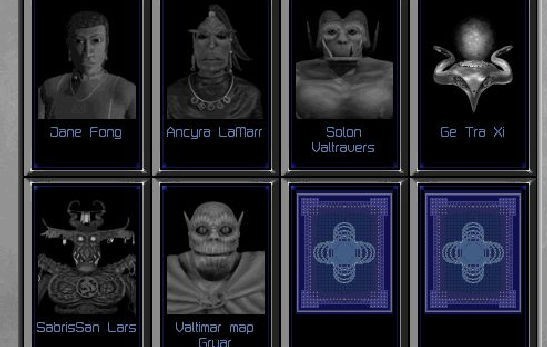 Jane Fong
Ancyra LaMarr
Solon
Valtravers
Ge Tra Xi
SabrisSan Lars
Valtimar map
Gruar